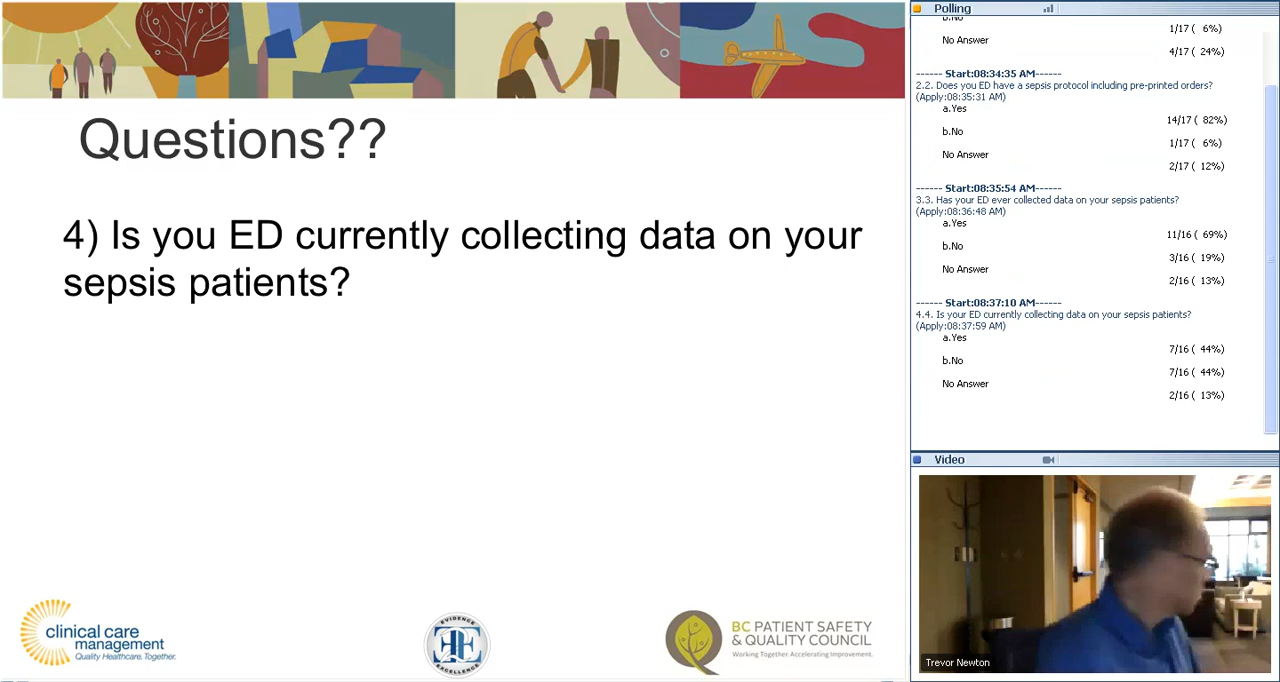 Questions??
4) Is you ED currently collecting data on your
sepsis patients?
clinical care
management
Quality Healthcare. Together.
EVIDENCE
EXCELLENCE
BC PATIENT SAFETY
& QUALITY COUNCIL
Working Together. Accelerating Improvement.
Polling
b.No
1/17 ( 6%)
No Answer
4/17 ( 24%)
------ Start:08:34:35 AM------
2.2. Does you ED have a sepsis protocol including pre-printed orders?
(Apply:08:35:31 AM)
a.Yes
14/17 ( 82%)
b.No
1/17 ( 6%)
No Answer
2/17 ( 12%)
------ Start:08:35:54 AM------
3.3. Has your ED ever collected data on your sepsis patients?
(Apply:08:36:48 AM)
a.Yes
11/16 ( 69%)
b.No
3/16 ( 19%)
No Answer
2/16 ( 13%)
------ Start:08:37:10 AM------
4.4. Is your ED currently collecting data on your sepsis patients?
(Apply:08:37:59 AM)
a.Yes
7/16 ( 44%)
b.No
7/16 ( 44%)
No Answer
2/16 ( 13%)
Video
Trevor Newton